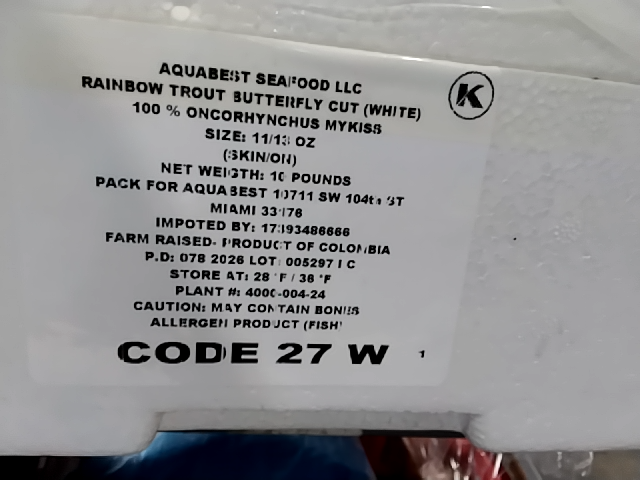 AQUABEST SEAFOOD LLC
K
RAINBOW TROUT BUTTERFLY CUT (WHITE)
100 % ONCORHYNCHUS MYKISS
SIZE: 11/13 OZ
(SKIN/ON)
NET WEIGTH: 10 POUNDS
PACK FOR AQUABEST 10711 SW 104th ST
MIAMI 33176
IMPOTED BY: 17393486666
FARM RAISED- PRODUCT OF COLOMBIA
P.D: 078 2026 LOT: 005297
STORE AT: 28 °F / 38 °F
PLANT #: 4000-004-24
CAUTION: MAY CONTAIN BONES
ALLERGEN PRODUCT (FISH)
CODE 27 W 1